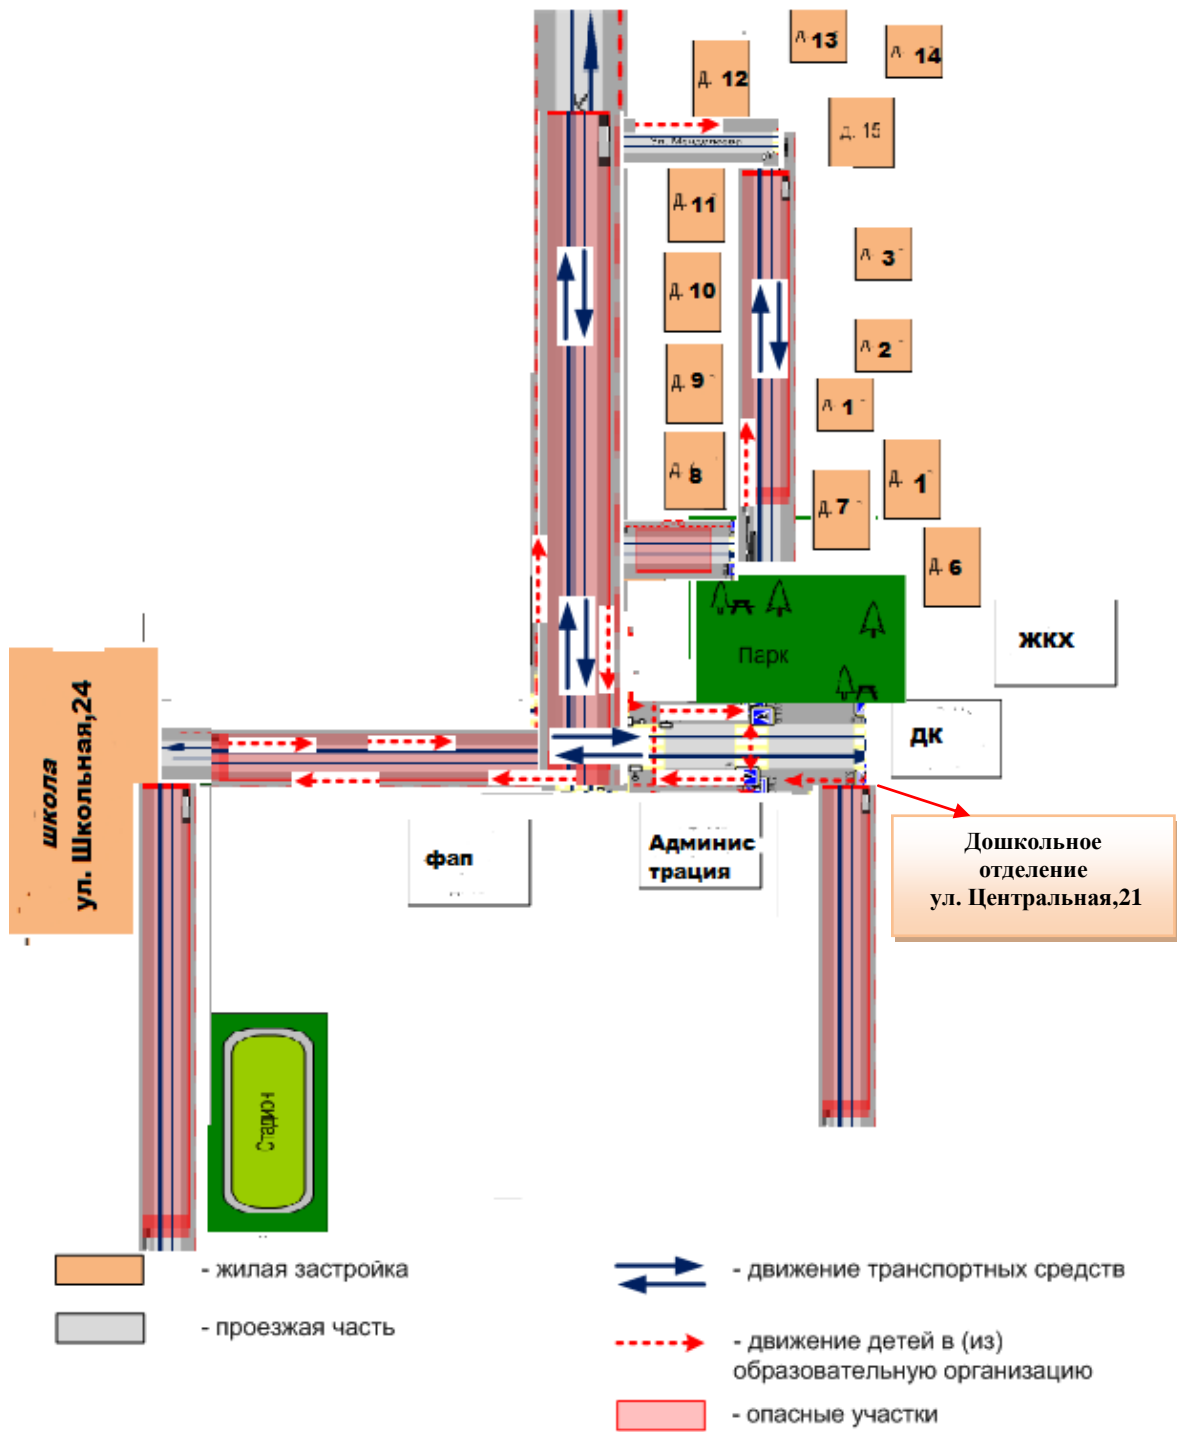 д. 13
д. 14
д. 12
д. 15
Д. 11
д. 3
Д. 10
д. 2
Д. 9
д. 1
Д. 8
д. 1
Д. 7
Д. 6
Парк
ЖКХ
ДК
школа
ул. Школьная,24
фап
Админис
трация
Дошкольное
отделение
ул. Центральная,21
Стадион
- жилая застройка
- проезжая часть
- движение транспортных средств
- движение детей в (из)
образовательную организацию
- опасные участки